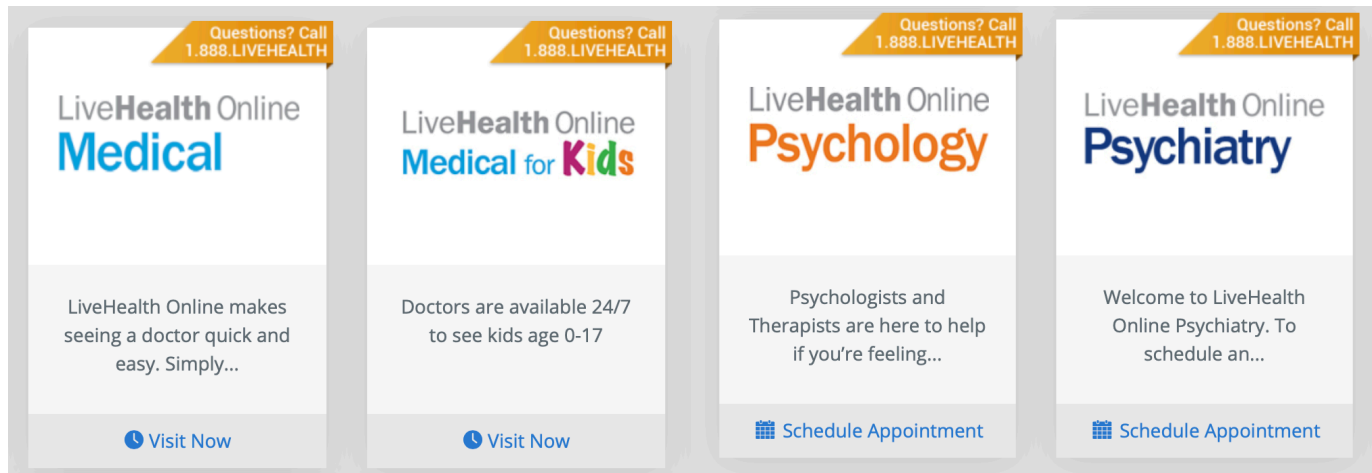 Questions? Call
1.888.LIVEHEALTH
LiveHealth Online
Medical
LiveHealth Online makes
seeing a doctor quick and
easy. Simply...
Visit Now
Questions? Call
1.888.LIVEHEALTH
LiveHealth Online
Medical for Kids
Doctors are available 24/7
to see kids age 0-17
Visit Now
Questions? Call
1.888.LIVEHEALTH
LiveHealth Online
Psychology
Psychologists and
Therapists are here to help
if you’re feeling...
Schedule Appointment
Questions? Call
1.888.LIVEHEALTH
LiveHealth Online
Psychiatry
Welcome to LiveHealth
Online Psychiatry. To
schedule an...
Schedule Appointment